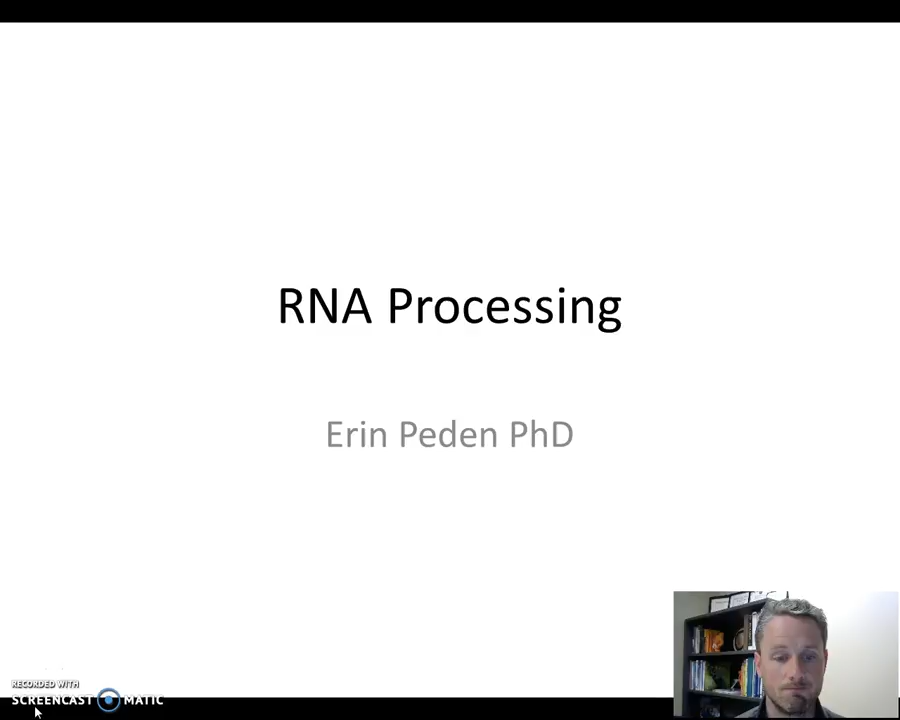 RNA Processing
Erin Peden PhD
RECORDED WITH
SCREENCAST MATIC